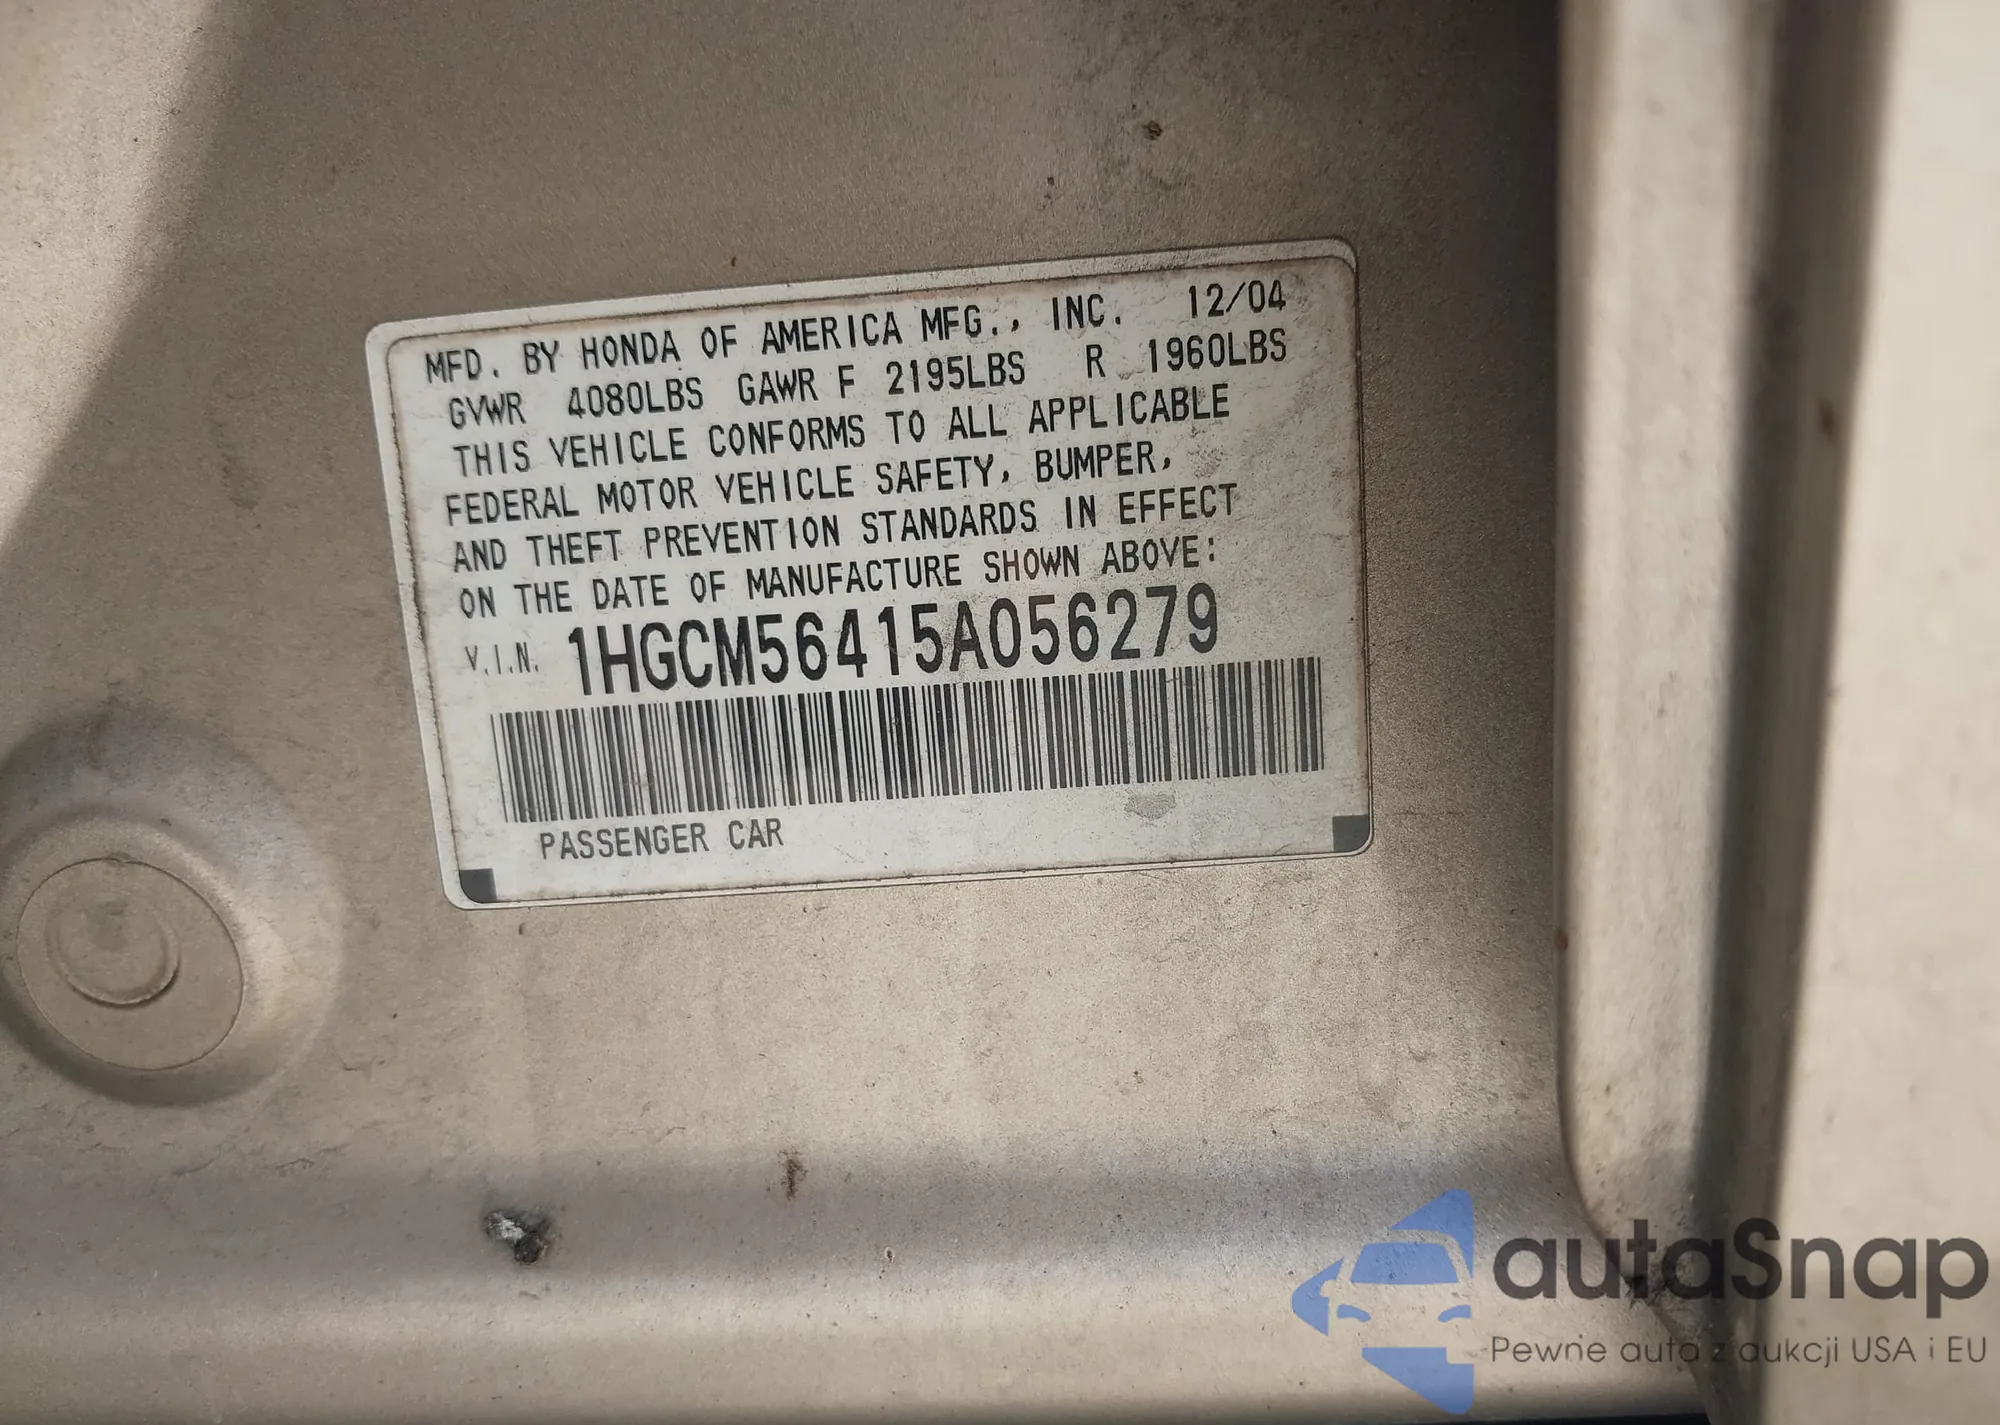 MFD. BY HONDA OF AMERICA MFG., INC. 12/04
GVWR 4080LBS GAWR F 2195LBS R 1960LBS
THIS VEHICLE CONFORMS TO ALL APPLICABLE
FEDERAL MOTOR VEHICLE SAFETY, BUMPER,
AND THEFT PREVENTION STANDARDS IN EFFECT
ON THE DATE OF MANUFACTURE SHOWN ABOVE:
V.I.N. 1HGCM56415A056279
PASSENGER CAR
autaSnap
Pewne auta z aukcji USA i EU